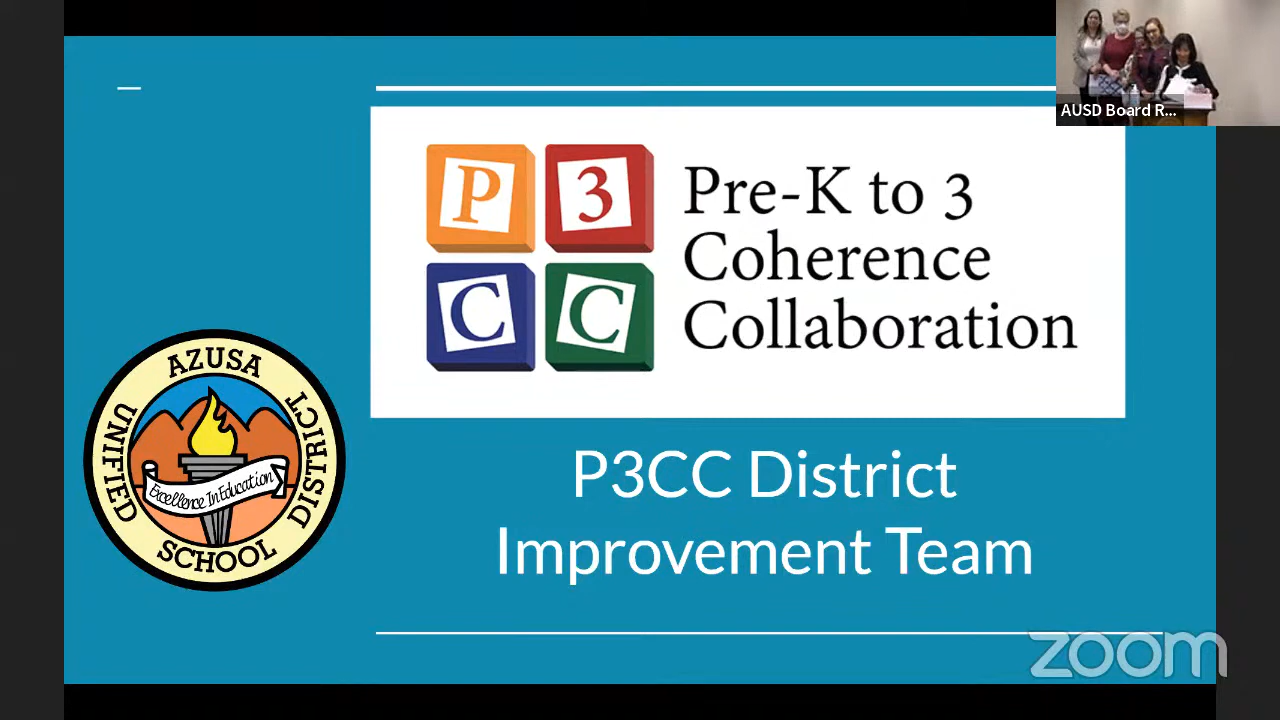 AUSD Board R...
P 3
C C
Pre-K to 3
Coherence
Collaboration
AZUSA
UNIFIED
SCHOOL
DISTRICT
Excellence In Education
P3CC District
Improvement Team
zoom